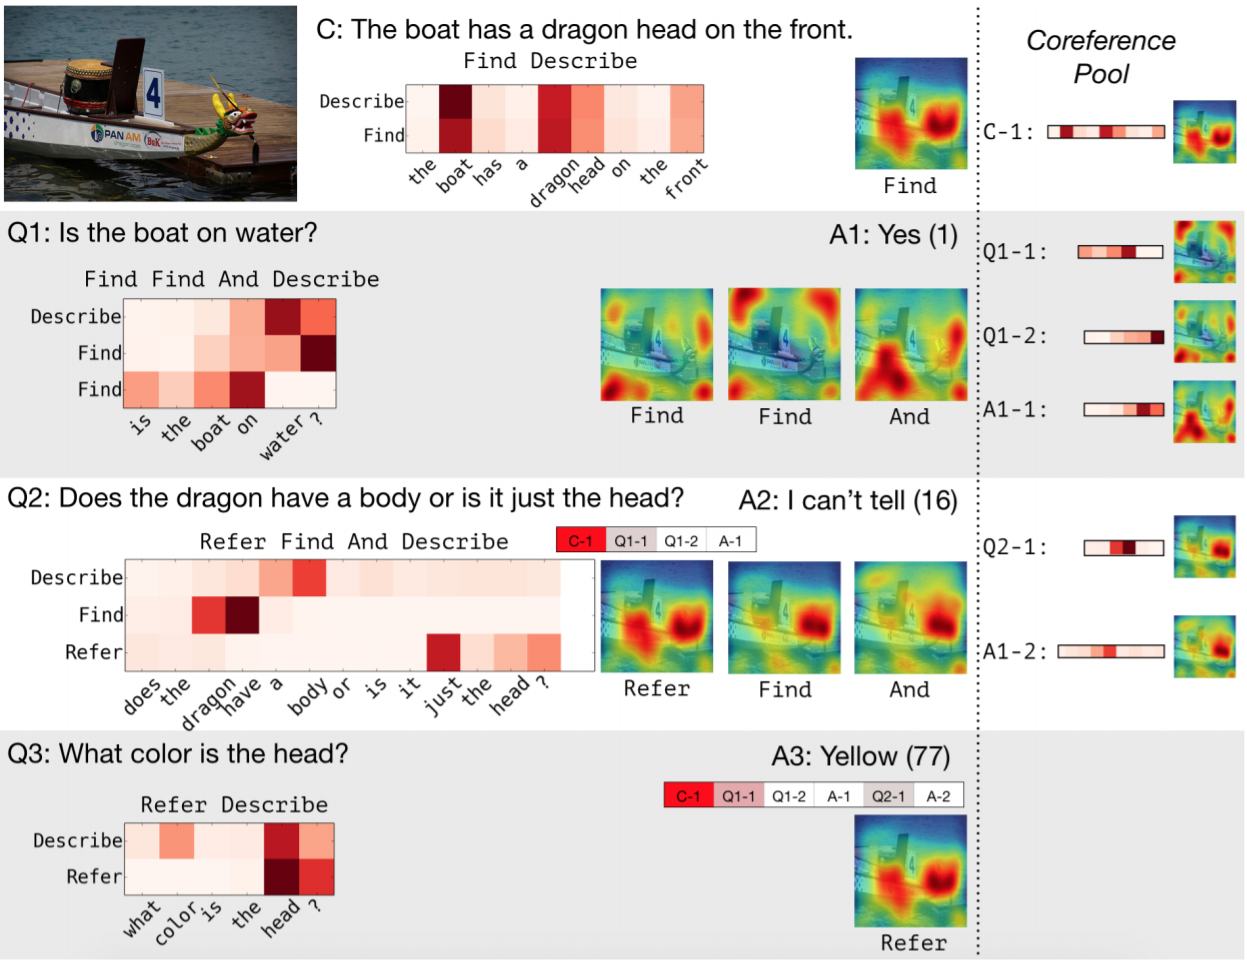 C: The boat has a dragon head on the front.
Find Describe
Describe
Find
the boat has a dragon head on the front
Find
Coreference
Pool
C-1:
4
PAN AM
Q1: Is the boat on water?
A1: Yes (1)
Find Find And Describe
Describe
Find
Find
is the boat on water ?
Find
Find
And
Q1-1:
Q1-2:
A1-1:
Q2: Does the dragon have a body or is it just the head?
A2: I can't tell (16)
Refer Find And Describe
C-1 Q1-1 Q1-2 A-1
Describe
Find
Refer
does the dragon have a body or is it just the head ?
Refer
Find
And
Q2-1:
A1-2:
Q3: What color is the head?
A3: Yellow (77)
Refer Describe
C-1 Q1-1 Q1-2 A-1 Q2-1 A-2
Describe
Refer
what color is the head ?
Refer